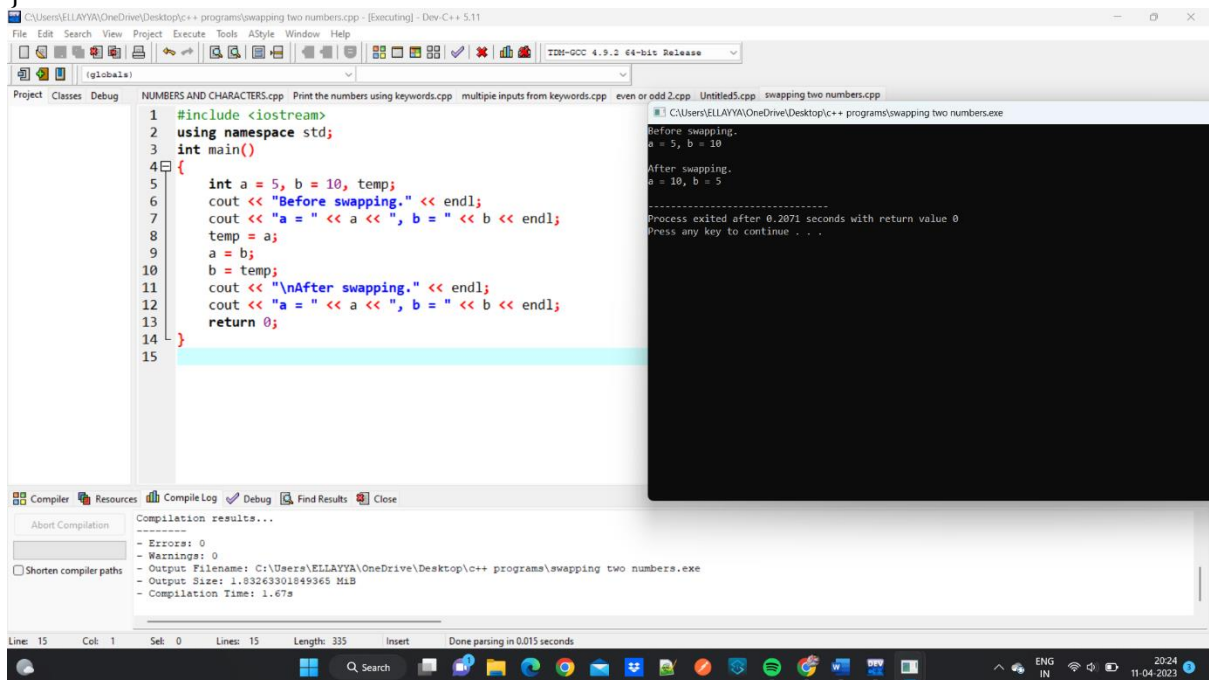 }
C:\Users\ELLAYYA\OneDrive\Desktop\c++ programs\swapping two numbers.cpp - [Executing] - Dev-C++ 5.11
File Edit Search View Project Execute Tools AStyle Window Help
TDM-GCC 4.9.2 64-bit Release
(globals)
Project Classes Debug
NUMBERS AND CHARACTERS.cpp Print the numbers using keywords.cpp multipie inputs from keywords.cpp even or odd 2.cpp Untitled5.cpp swapping two numbers.cpp
1 #include <iostream>
2 using namespace std;
3 int main()
4 {
5 int a = 5, b = 10, temp;
6 cout << "Before swapping." << endl;
7 cout << "a = " << a << ", b = " << b << endl;
8 temp = a;
9 a = b;
10 b = temp;
11 cout << "\nAfter swapping." << endl;
12 cout << "a = " << a << ", b = " << b << endl;
13 return 0;
14 }
15
C:\Users\ELLAYYA\OneDrive\Desktop\c++ programs\swapping two numbers.exe
Before swapping.
a = 5, b = 10
After swapping.
a = 10, b = 5
--------------------------------
Process exited after 0.2071 seconds with return value 0
Press any key to continue . . .
Compiler Resources Compile Log Debug Find Results Close
Abort Compilation
Shorten compiler paths
Compilation results...
--------
- Errors: 0
- Warnings: 0
- Output Filename: C:\Users\ELLAYYA\OneDrive\Desktop\c++ programs\swapping two numbers.exe
- Output Size: 1.83263301849365 MiB
- Compilation Time: 1.67s
Line: 15 Col: 1 Sel: 0 Lines: 15 Length: 335 Insert Done parsing in 0.015 seconds
Search
DEV
ENG
IN
20:24
11-04-2023